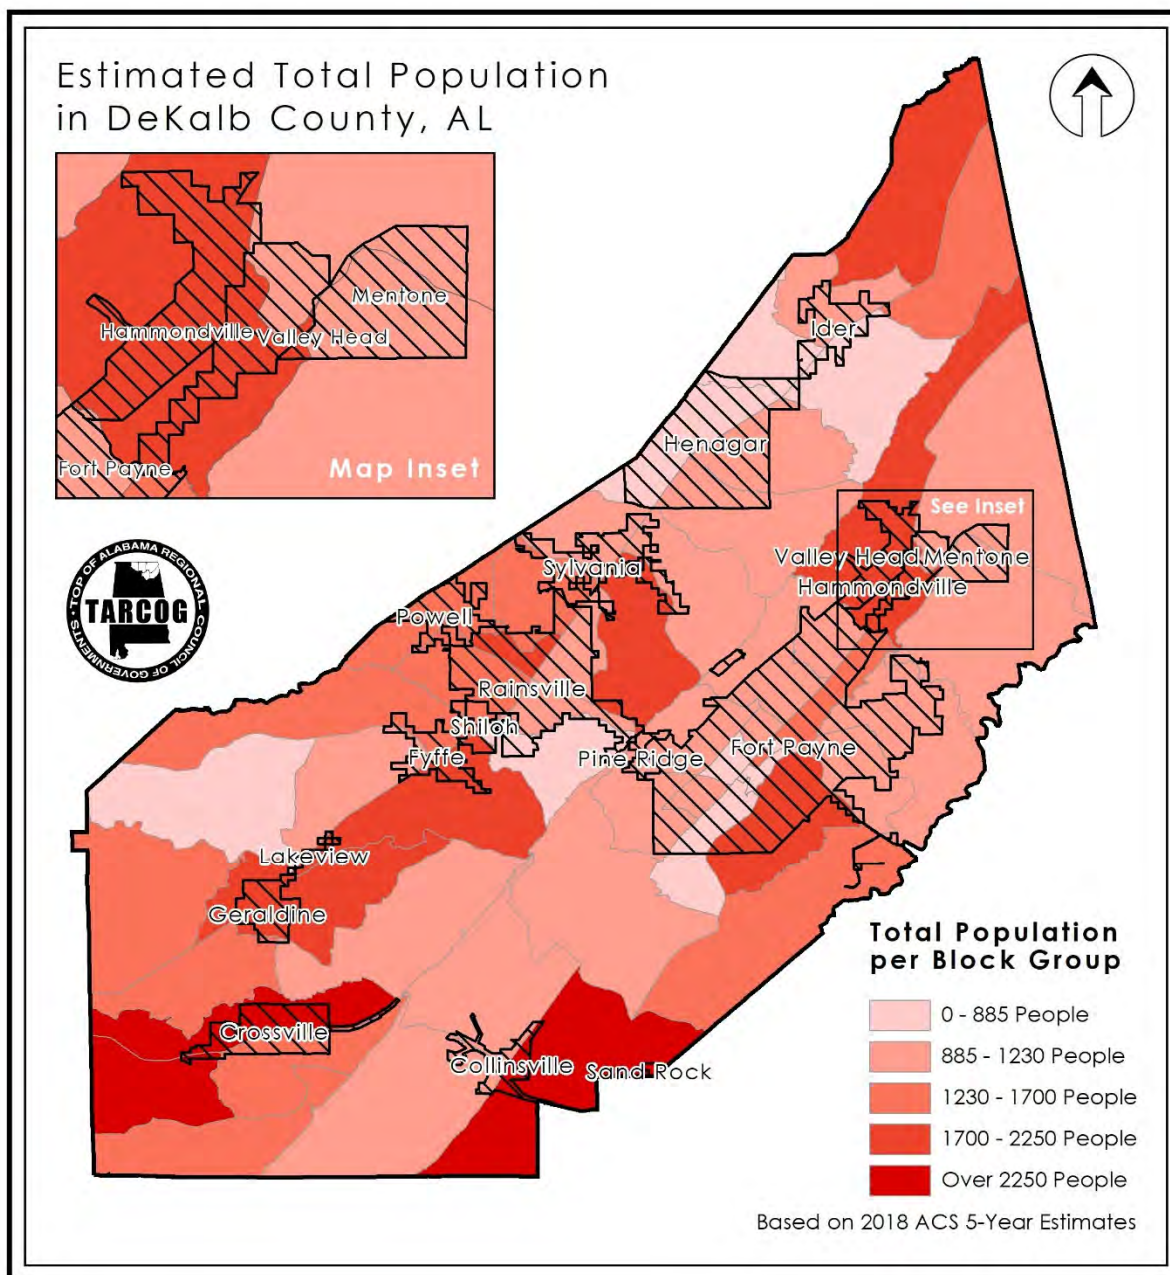 Estimated Total Population
in DeKalb County, AL
Hammondville
Valley Head
Mentone
Fort Payne
Map Inset
TOP OF ALABAMA REGIONAL
COUNCIL OF GOVERNMENTS
TARCOG
Ider
Henagar
See Inset
Valley Head
Mentone
Hammondville
Sylvania
Powell
Rainsville
Shiloh
Fyffe
Pine Ridge
Fort Payne
Lakeview
Geraldine
Crossville
Collinsville
Sand Rock
Total Population
per Block Group
0 - 885 People
885 - 1230 People
1230 - 1700 People
1700 - 2250 People
Over 2250 People
Based on 2018 ACS 5-Year Estimates